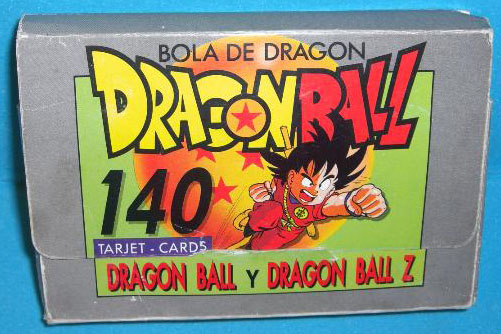 BOLA DE DRAGON
DRAGON BALL
140
TARJET - CARDS
DRAGON BALL Y DRAGON BALL Z